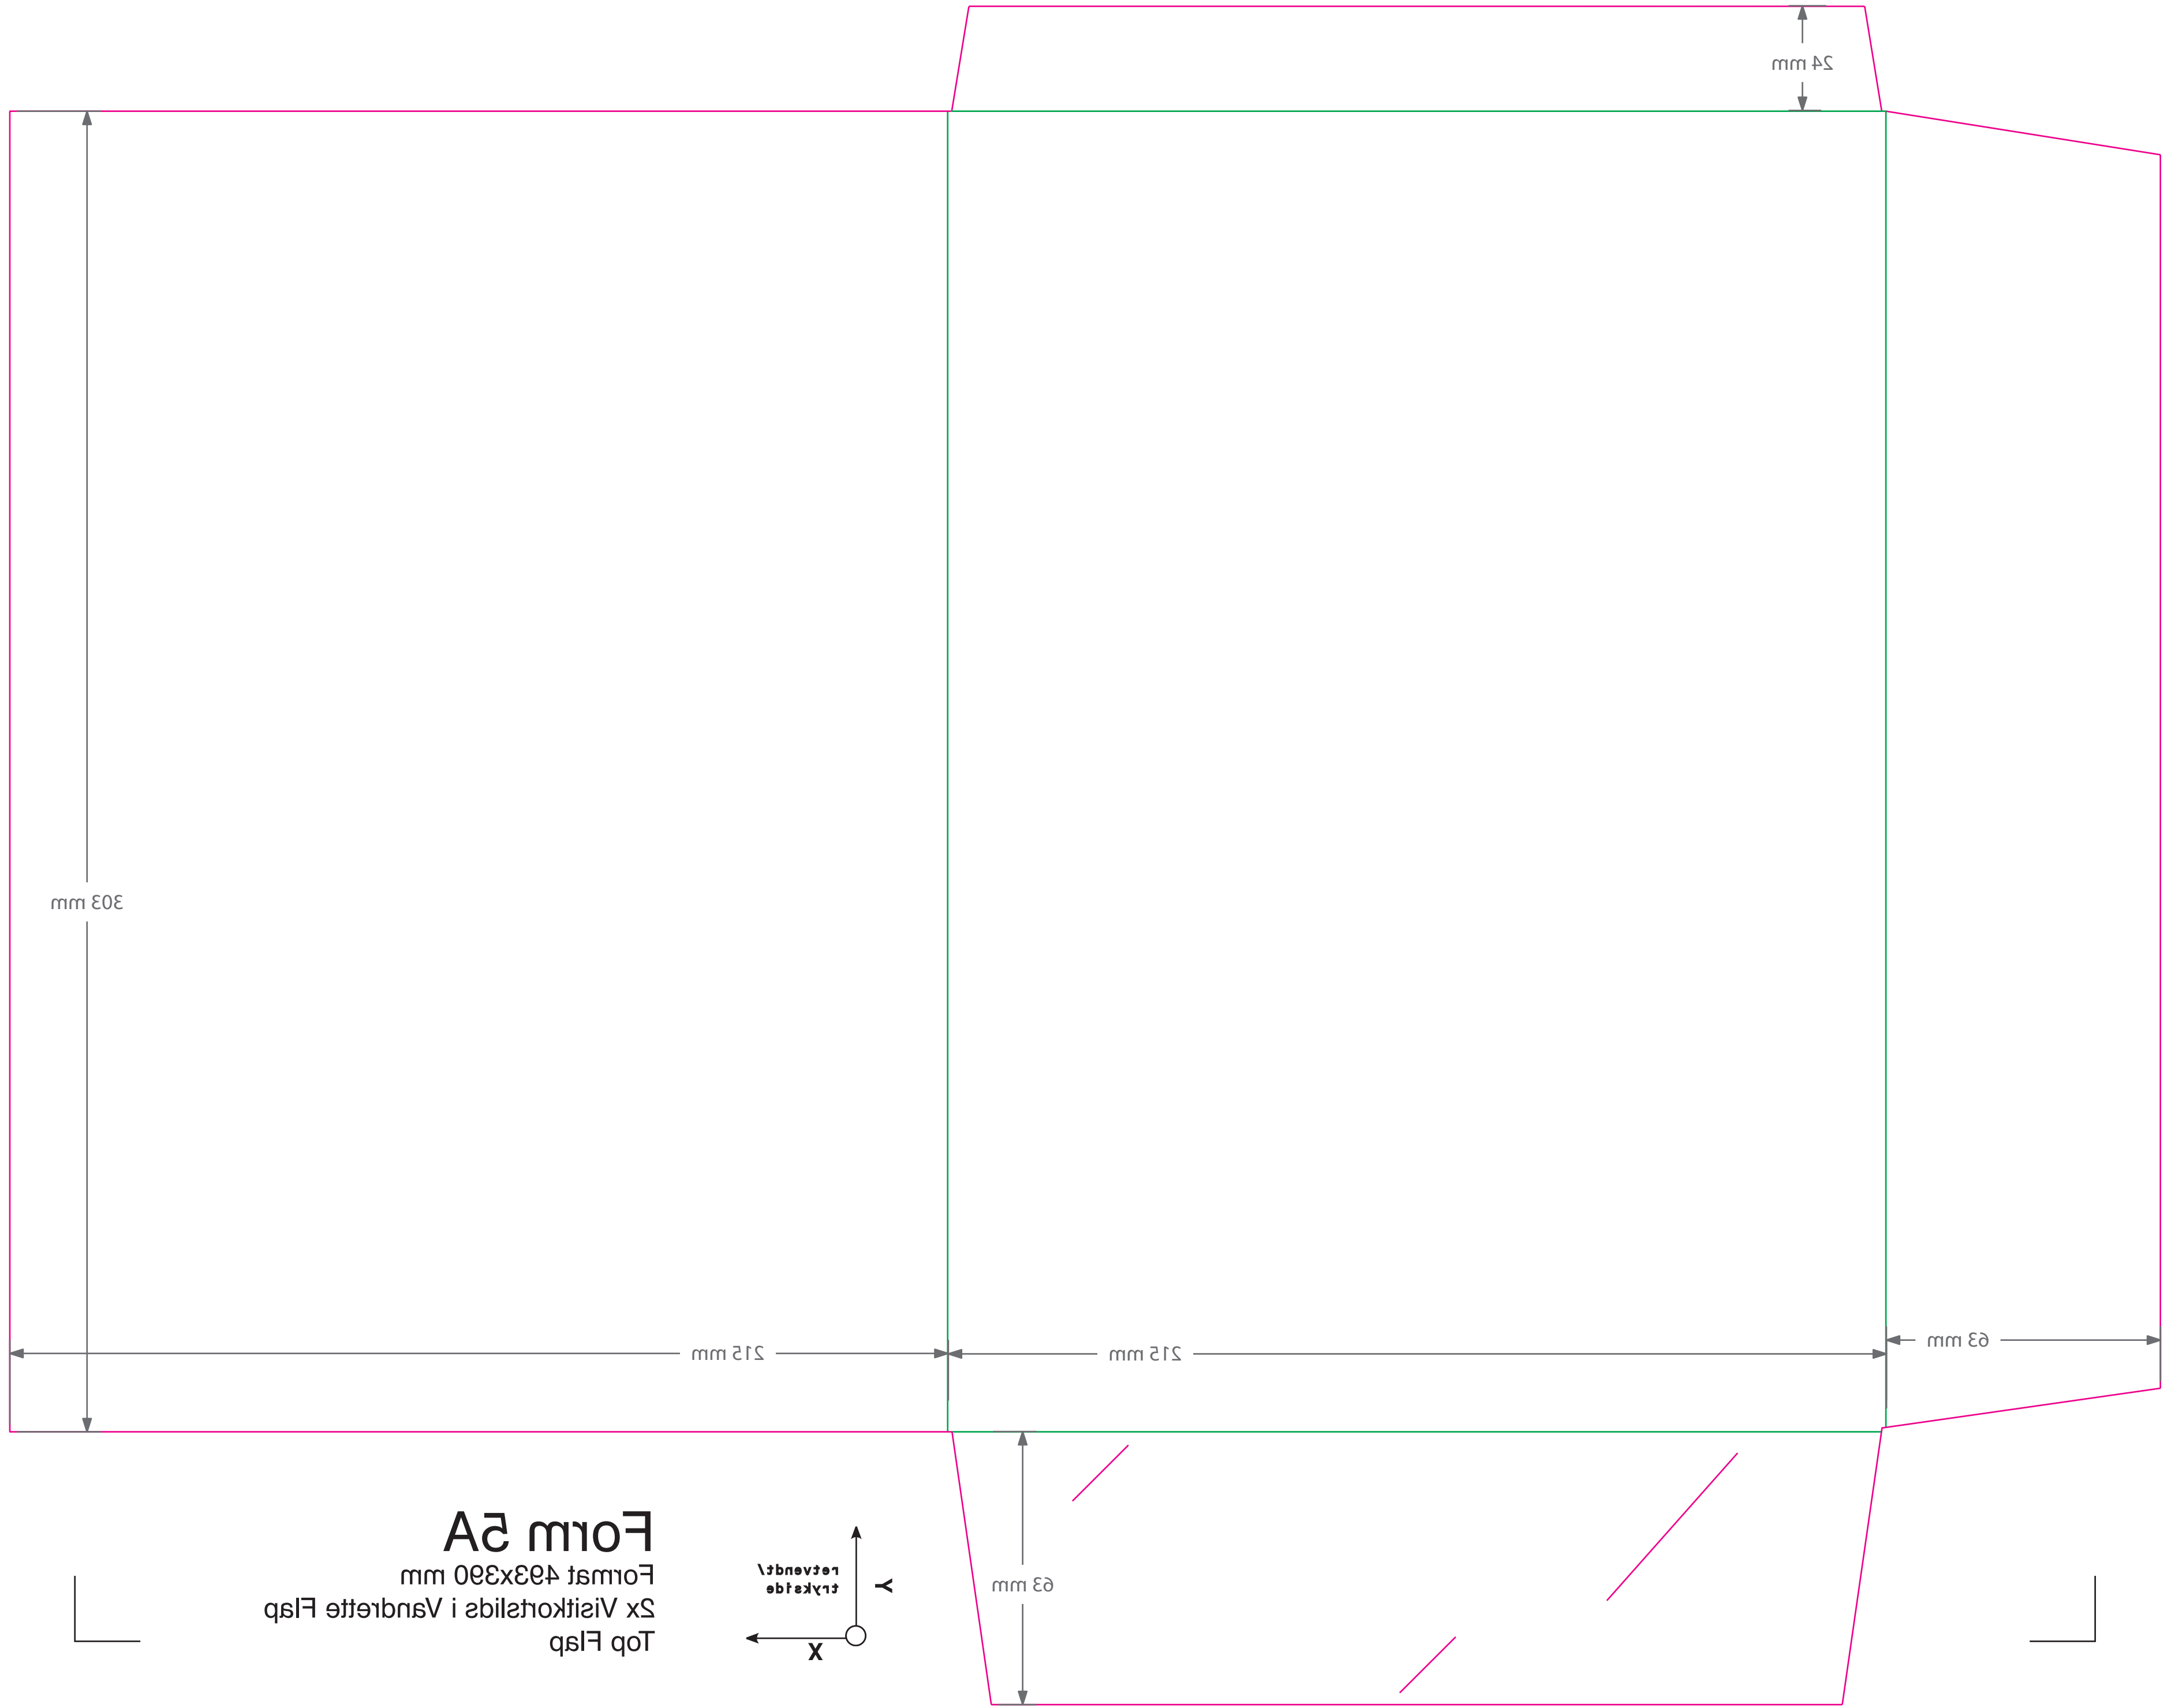 24 mm
303 mm
215 mm
215 mm
63 mm
63 mm
Form 5A
Format 493x390 mm
2x Visitkortslids i Vandrette Flap
Top Flap
retvendt/
trykside
Y
X